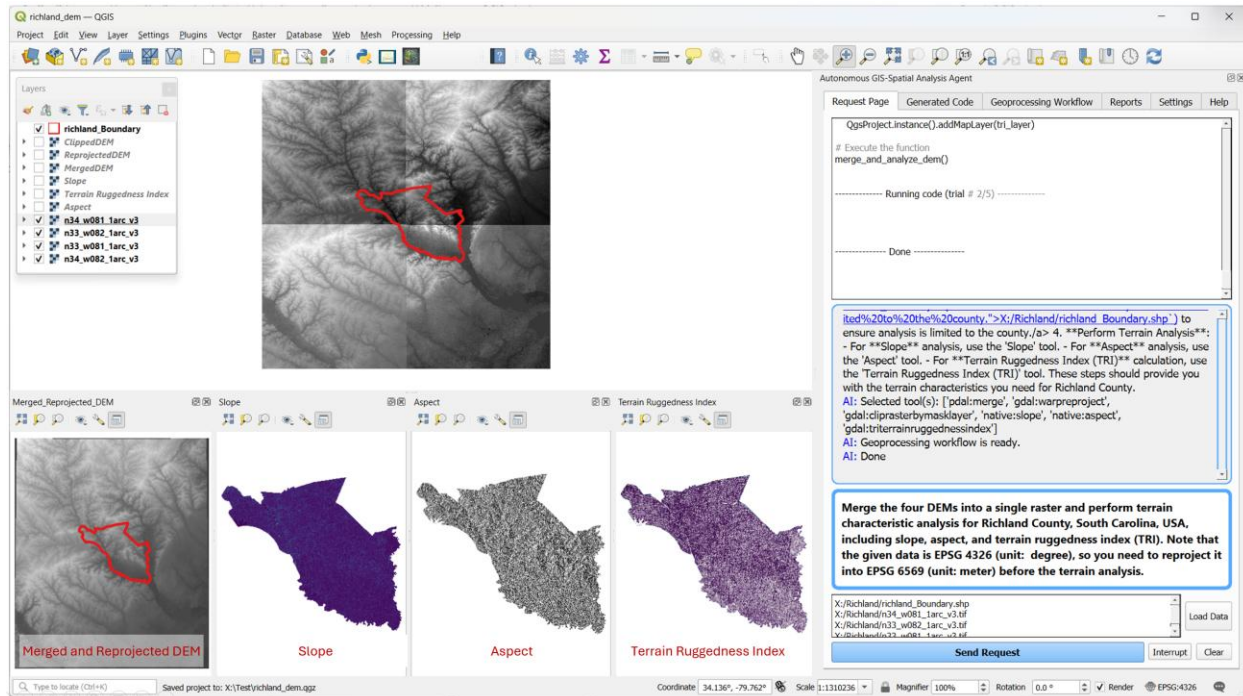 richland_dem — QGIS
Project Edit View Layer Settings Plugins Vector Raster Database Web Mesh Processing Help
Layers
richland_Boundary
ClippedDEM
ReprojectedDEM
MergedDEM
Slope
Terrain Ruggedness Index
Aspect
n34_w081_1arc_v3
n33_w082_1arc_v3
n33_w081_1arc_v3
n34_w082_1arc_v3
Merged_Reprojected_DEM
Merged and Reprojected DEM
Slope
Slope
Aspect
Aspect
Terrain Ruggedness Index
Terrain Ruggedness Index
Autonomous GIS-Spatial Analysis Agent
Request Page Generated Code Geoprocessing Workflow Reports Settings Help
QgsProject.instance().addMapLayer(tri_layer)
# Execute the function
merge_and_analyze_dem()
-------------- Running code (trial # 2/5) --------------
-------------- Done --------------
ited%20to%20the%20county.">X:/Richland/richland_Boundary.shp`) to
ensure analysis is limited to the county./a> 4. **Perform Terrain Analysis**:
- For **Slope** analysis, use the 'Slope' tool. - For **Aspect** analysis, use
the 'Aspect' tool. - For **Terrain Ruggedness Index (TRI)** calculation, use
the 'Terrain Ruggedness Index (TRI)' tool. These steps should provide you
with the terrain characteristics you need for Richland County.
AI: Selected tool(s): ['pdal:merge', 'gdal:warpreproject',
'gdal:cliprasterbymasklayer', 'native:slope', 'native:aspect',
'gdal:triterrainruggednessindex']
AI: Geoprocessing workflow is ready.
AI: Done
Merge the four DEMs into a single raster and perform terrain
characteristic analysis for Richland County, South Carolina, USA,
including slope, aspect, and terrain ruggedness index (TRI). Note that
the given data is EPSG 4326 (unit: degree), so you need to reproject it
into EPSG 6569 (unit: meter) before the terrain analysis.
X:/Richland/richland_Boundary.shp
X:/Richland/n34_w081_1arc_v3.tif
X:/Richland/n33_w082_1arc_v3.tif
X:/Richland/n33_w081_1arc_v3.tif
Load Data
Send Request Interrupt Clear
Type to locate (Ctrl+K) Saved project to: X:\Test\richland_dem.qgz Coordinate 34.136°, -79.762° Scale 1:1310236 Magnifier 100% Rotation 0.0 ° Render EPSG:4326